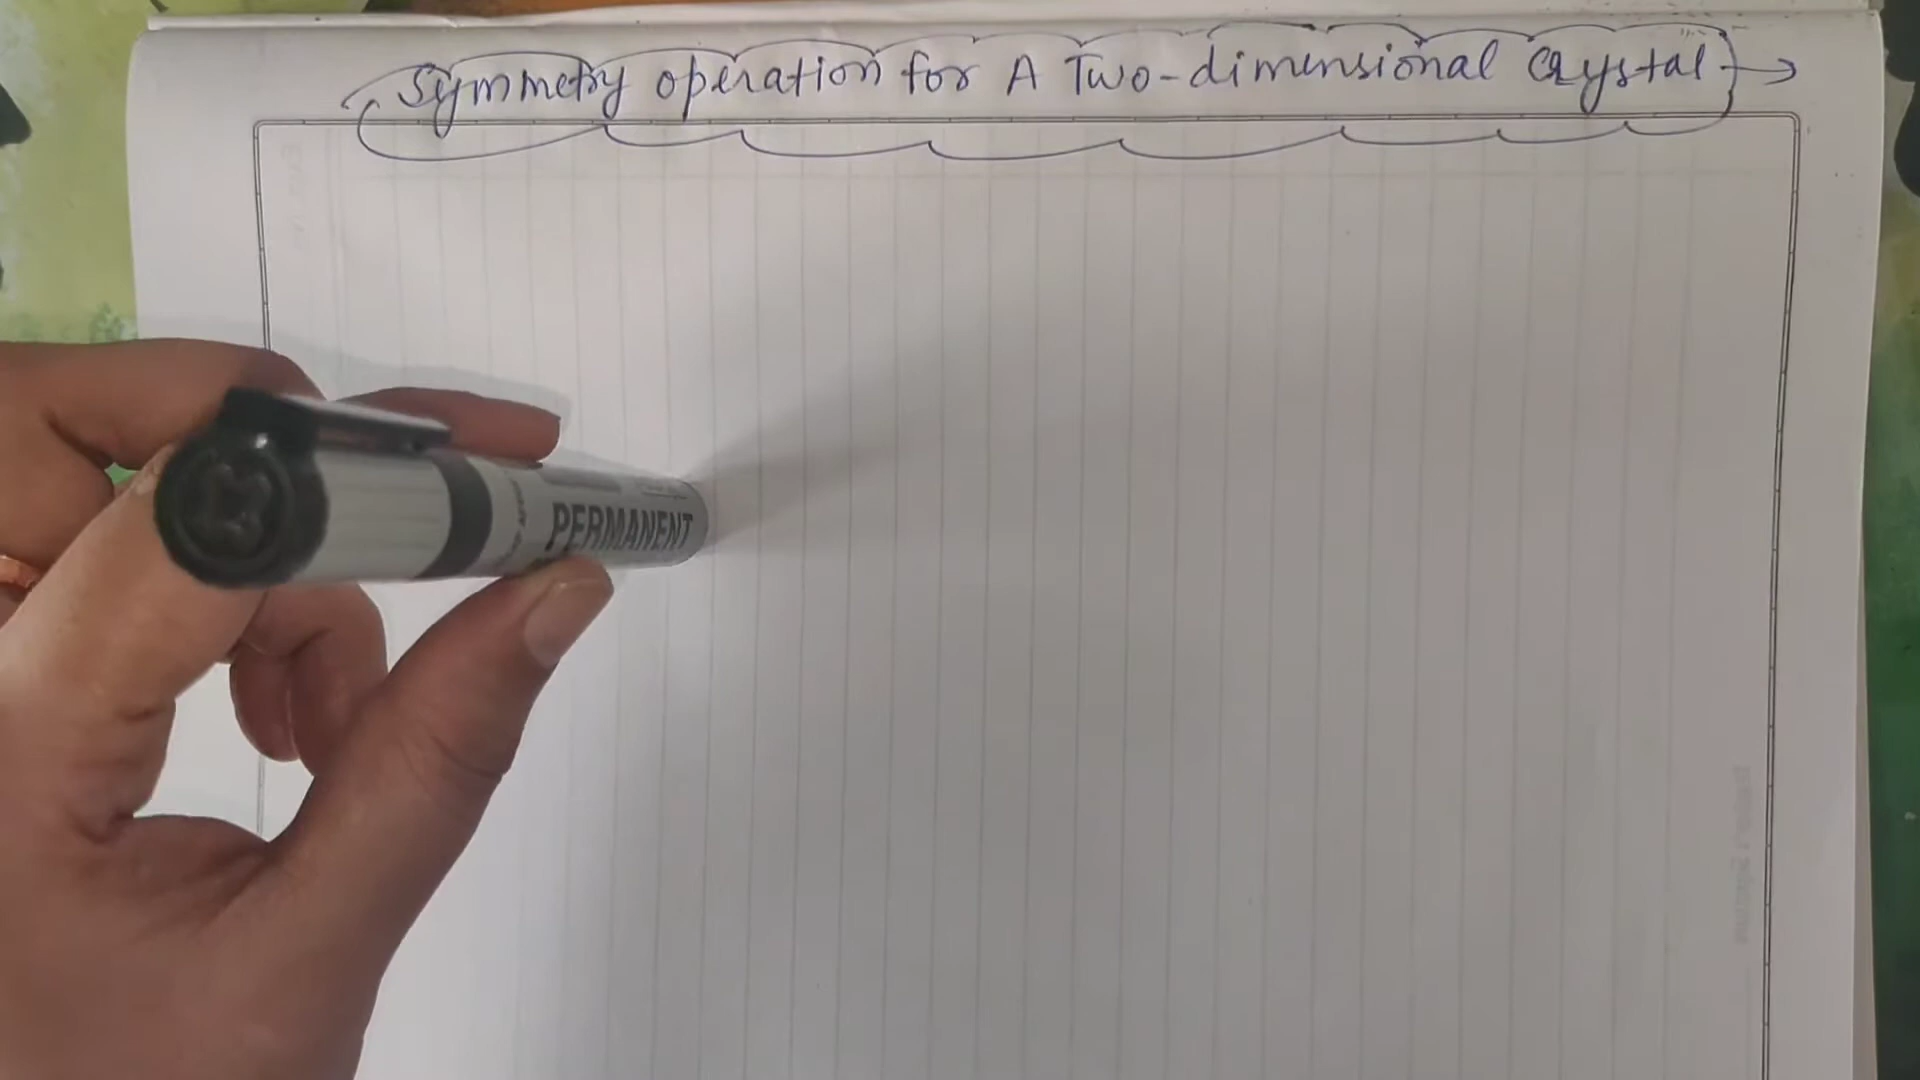 Symmetry operation for A Two-dimensional Crystal →
PERMANENT